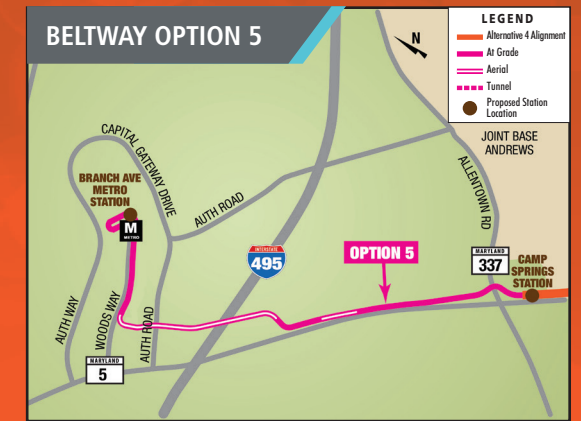 BELTWAY OPTION 5
N
LEGEND
Alternative 4 Alignment
At Grade
Aerial
Tunnel
Proposed Station
Location
JOINT BASE
ANDREWS
CAPITAL GATEWAY DRIVE
BRANCH AVE
METRO
STATION
M
METRO
AUTH ROAD
ALLENTOWN RD
INTERSTATE
495
OPTION 5
MARYLAND
337
CAMP
SPRINGS
STATION
AUTH WAY
WOODS WAY
AUTH ROAD
MARYLAND
5